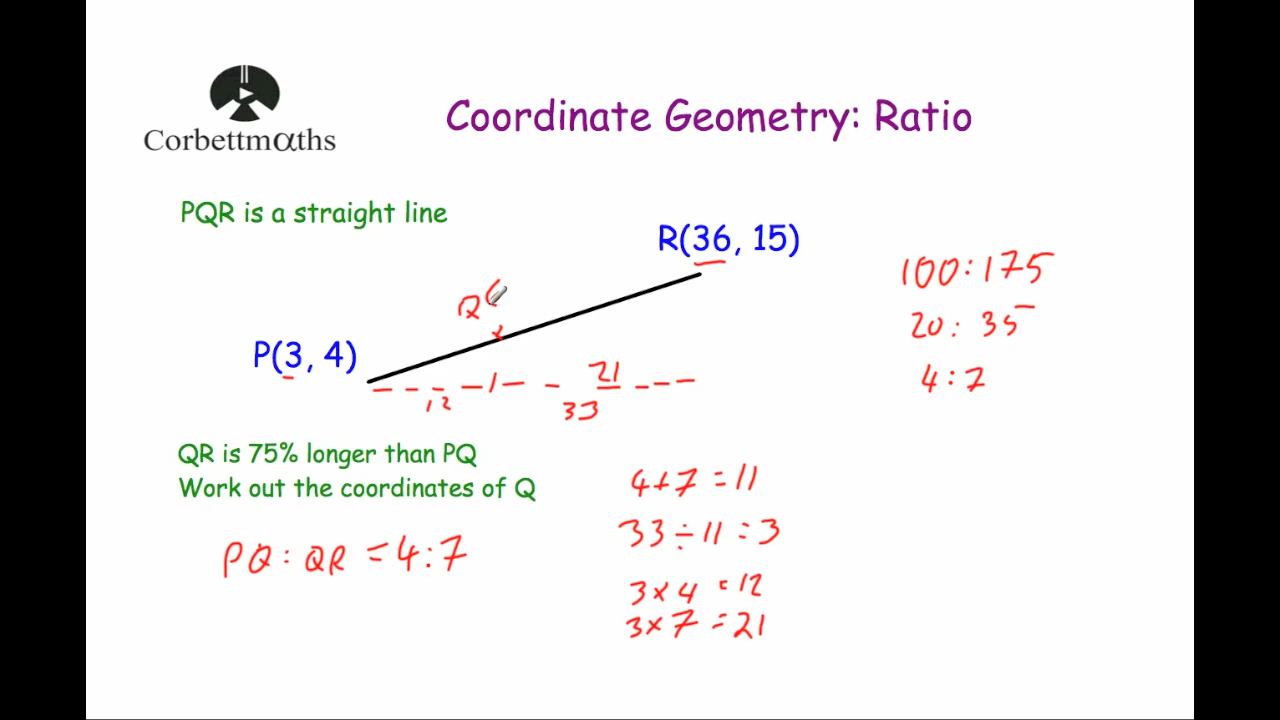 Corbettmαths
Coordinate Geometry: Ratio
PQR is a straight line
R(36, 15)
100:175
20: 35
4:7
Q(
P(3, 4)
12
21
33
QR is 75% longer than PQ
Work out the coordinates of Q
PQ: QR = 4:7
4+7 = 11
33÷11 = 3
3×4 = 12
3×7 = 21